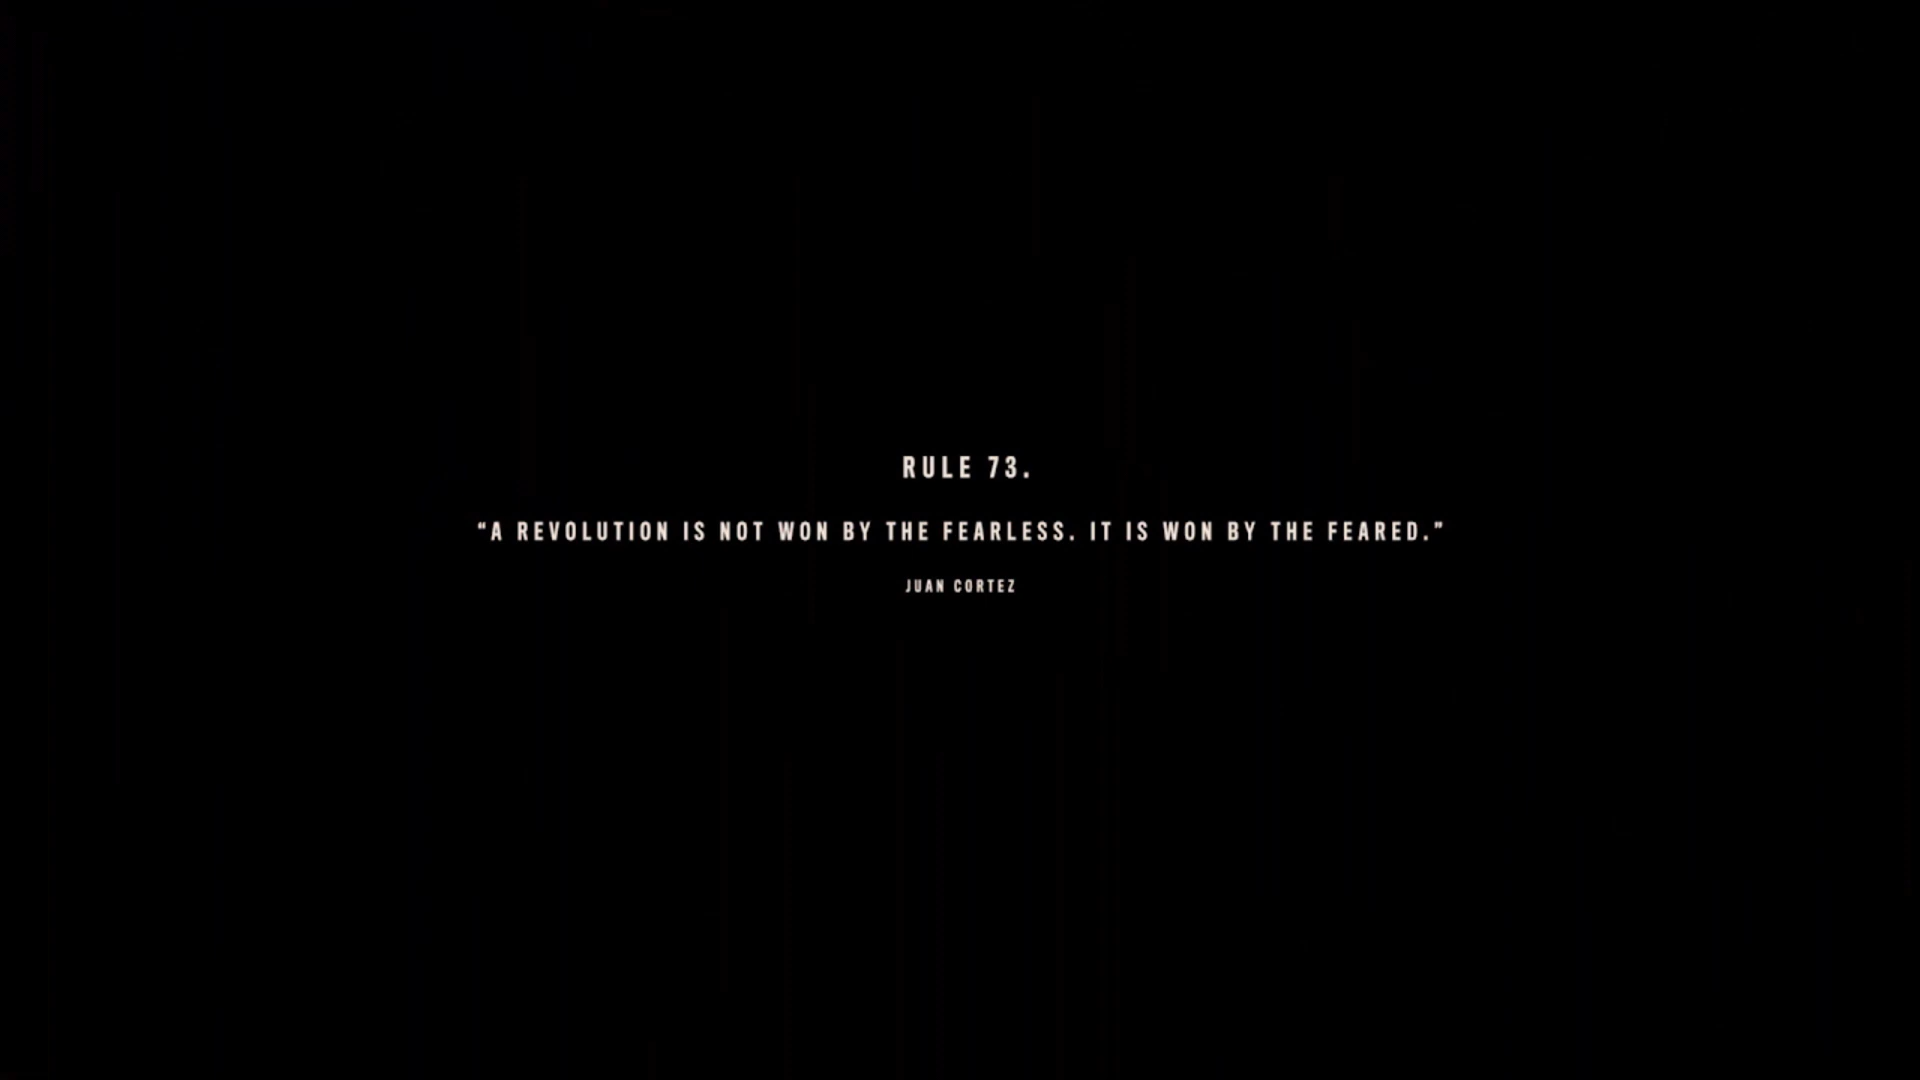 RULE 73.
“A REVOLUTION IS NOT WON BY THE FEARLESS. IT IS WON BY THE FEARED.”
JUAN CORTEZ